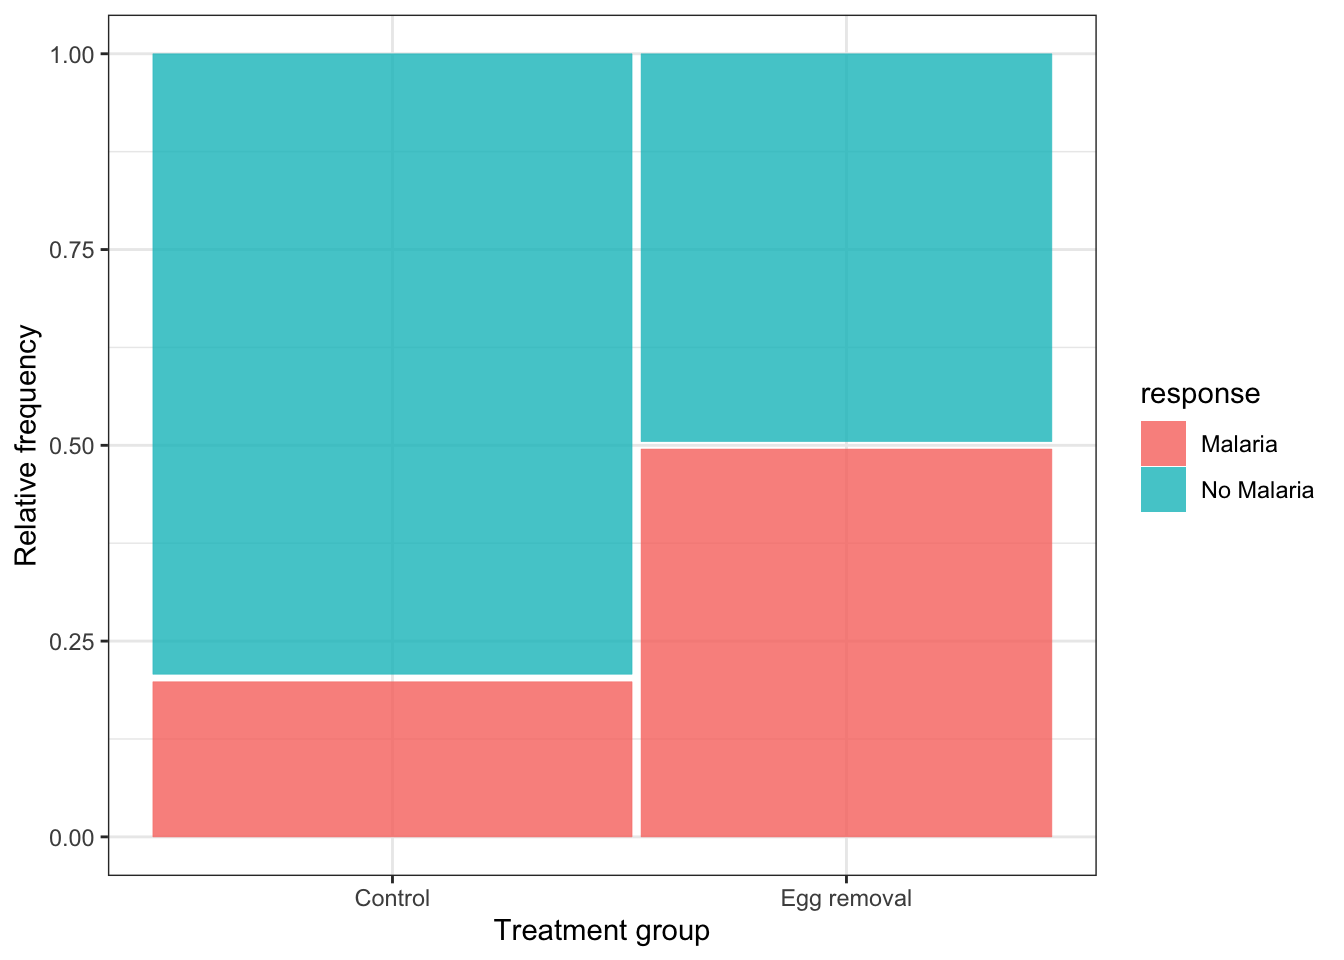 1.00
0.75
0.50
0.25
0.00
Relative frequency
Control
Egg removal
Treatment group
response
Malaria
No Malaria